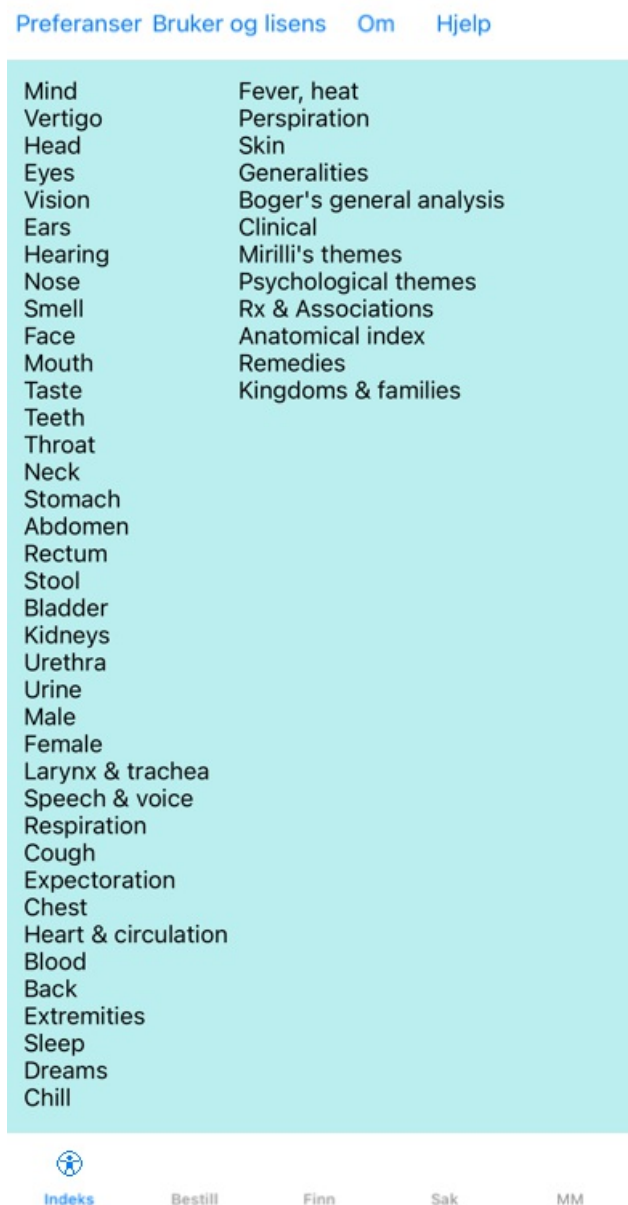 Preferanser Bruker og lisens Om Hjelp
Mind
Vertigo
Head
Eyes
Vision
Ears
Hearing
Nose
Smell
Face
Mouth
Taste
Teeth
Throat
Neck
Stomach
Abdomen
Rectum
Stool
Bladder
Kidneys
Urethra
Urine
Male
Female
Larynx & trachea
Speech & voice
Respiration
Cough
Expectoration
Chest
Heart & circulation
Blood
Back
Extremities
Sleep
Dreams
Chill
Fever, heat
Perspiration
Skin
Generalities
Boger's general analysis
Clinical
Mirilli's themes
Psychological themes
Rx & Associations
Anatomical index
Remedies
Kingdoms & families
Indeks Bestill Finn Sak MM